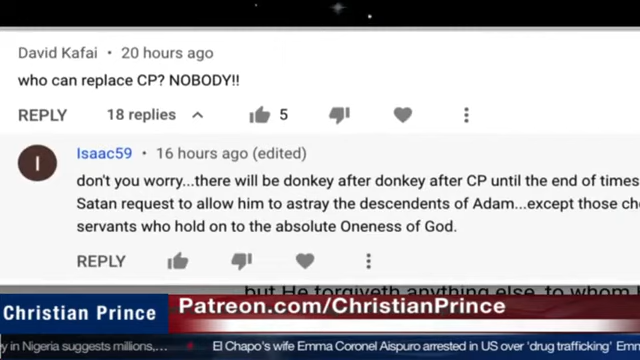 David Kafai • 20 hours ago
who can replace CP? NOBODY!!
REPLY 18 replies 5
I Isaac59 • 16 hours ago (edited)
don't you worry...there will be donkey after donkey after CP until the end of times
Satan request to allow him to astray the descendents of Adam...except those
servants who hold on to the absolute Oneness of God.
REPLY
but He forgiveth anything else, to whom
Christian Prince Patreon.com/ChristianPrince
in Nigeria suggests millions,... El Chapo's wife Emma Coronel Aispuro arrested in US over 'drug trafficking'